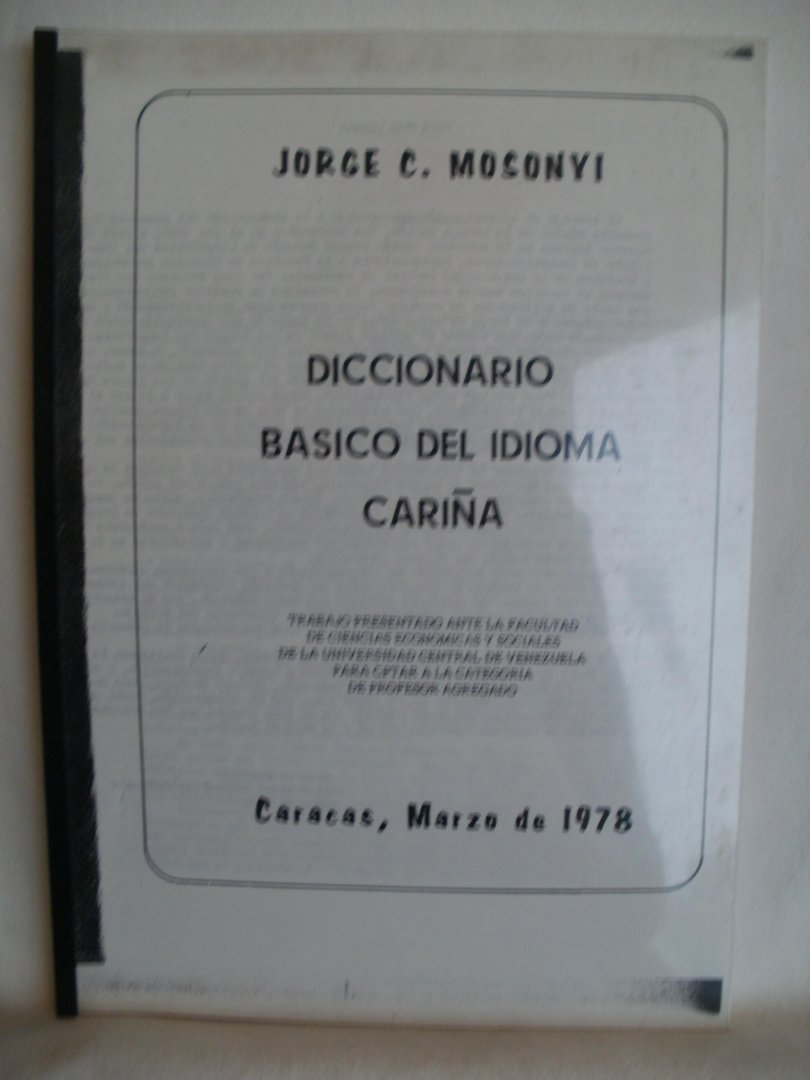 JORGE C. MOSONYI
DICCIONARIO
BASICO DEL IDIOMA
CARIÑA
TRABAJO PRESENTADO ANTE LA FACULTAD
DE CIENCIAS ECONOMICAS Y SOCIALES
DE LA UNIVERSIDAD CENTRAL DE VENEZUELA
PARA OPTAR A LA CATEGORIA
DE PROFESOR AGREGADO
Caracas, Marzo de 1978